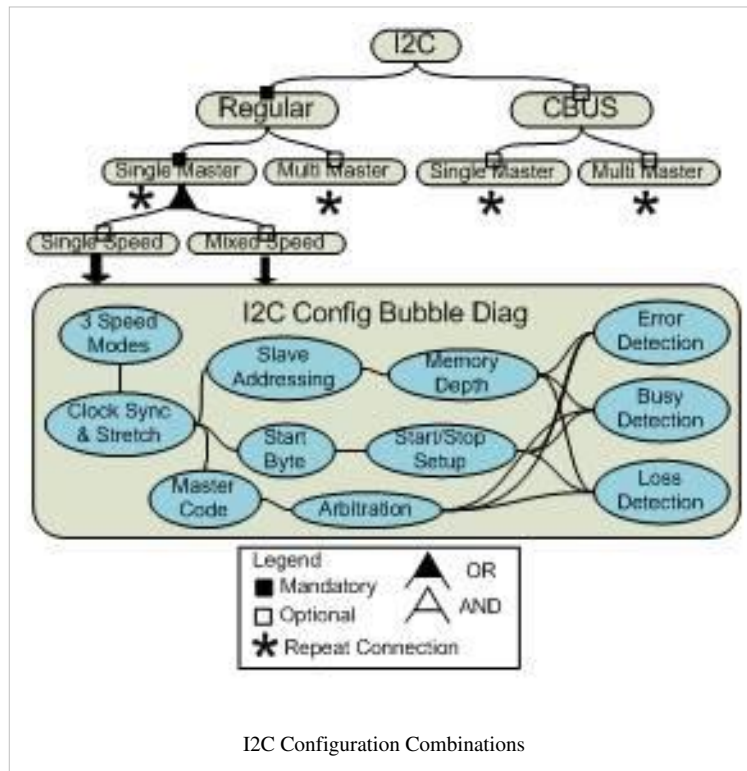 I2C
Regular
CBUS
Single Master
Multi Master
Single Master
Multi Master
Single Speed
Mixed Speed
I2C Config Bubble Diag
3 Speed
Modes
Slave
Addressing
Memory
Depth
Error
Detection
Clock Sync
& Stretch
Start
Byte
Start/Stop
Setup
Busy
Detection
Master
Code
Arbitration
Loss
Detection
Legend
Mandatory
Optional
Repeat Connection
OR
AND
I2C Configuration Combinations